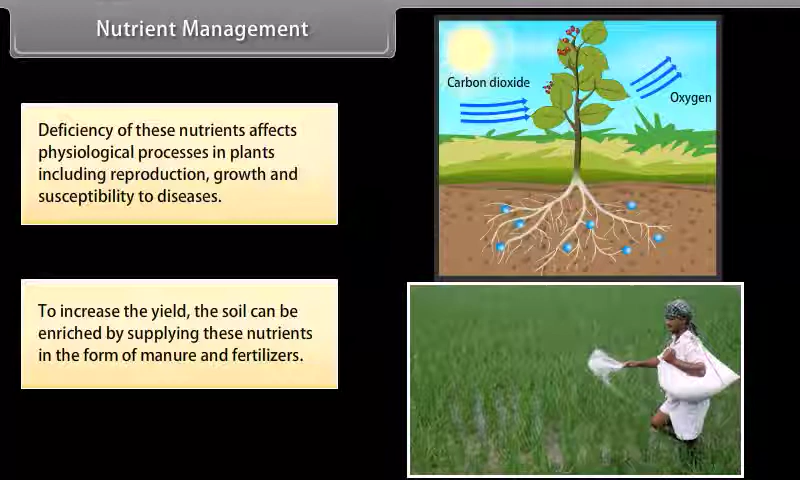 Nutrient Management
Deficiency of these nutrients affects
physiological processes in plants
including reproduction, growth and
susceptibility to diseases.
To increase the yield, the soil can be
enriched by supplying these nutrients
in the form of manure and fertilizers.
Carbon dioxide
Oxygen